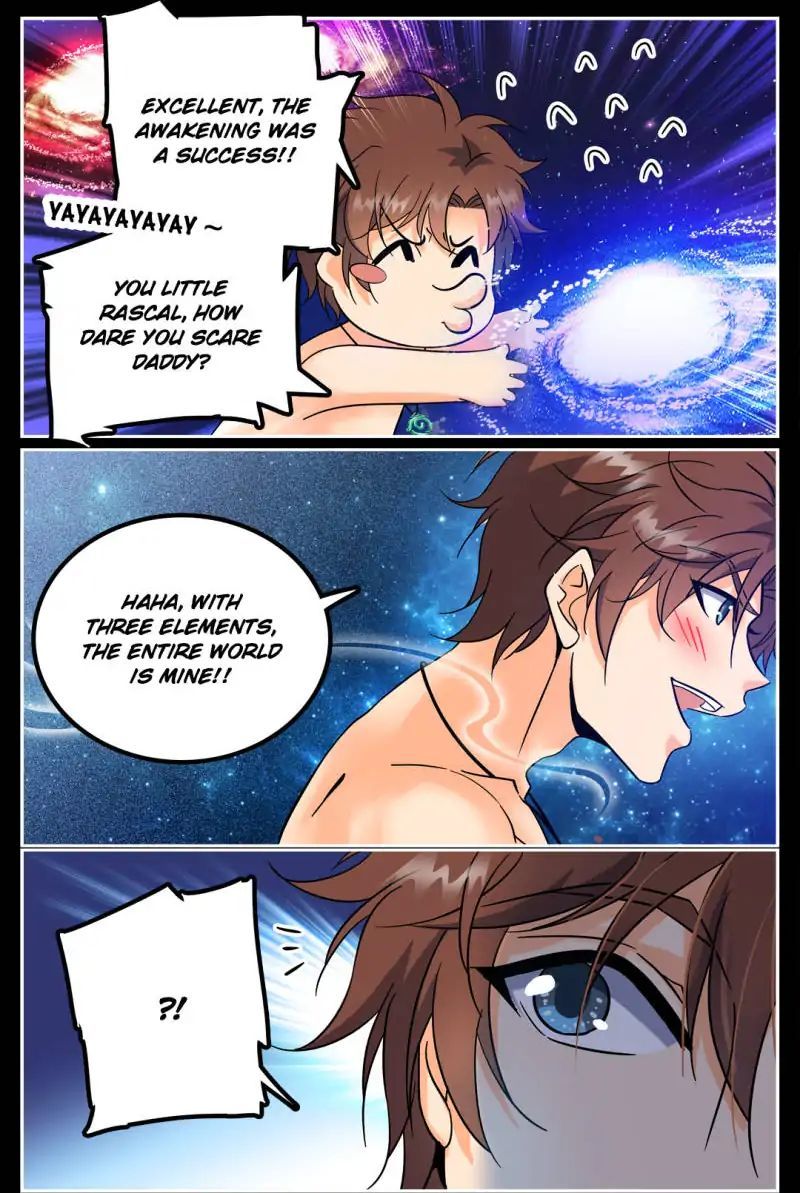 EXCELLENT, THE
AWAKENING WAS
A SUCCESS!!
YAYAYAYAYAY ~
YOU LITTLE
RASCAL, HOW
DARE YOU SCARE
DADDY?
HAHA, WITH
THREE ELEMENTS,
THE ENTIRE WORLD
IS MINE!!
?!